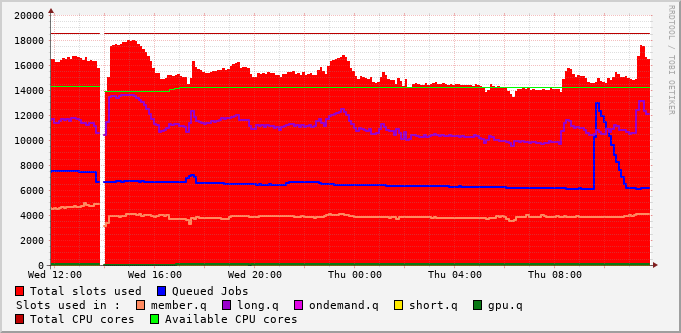 RRDTOOL / TOBI OETIKER
20000
18000
16000
14000
12000
10000
8000
6000
4000
2000
0
Wed 12:00 Wed 16:00 Wed 20:00 Thu 00:00 Thu 04:00 Thu 08:00
Total slots used Queued Jobs
Slots used in : member.q long.q ondemand.q short.q gpu.q
Total CPU cores Available CPU cores